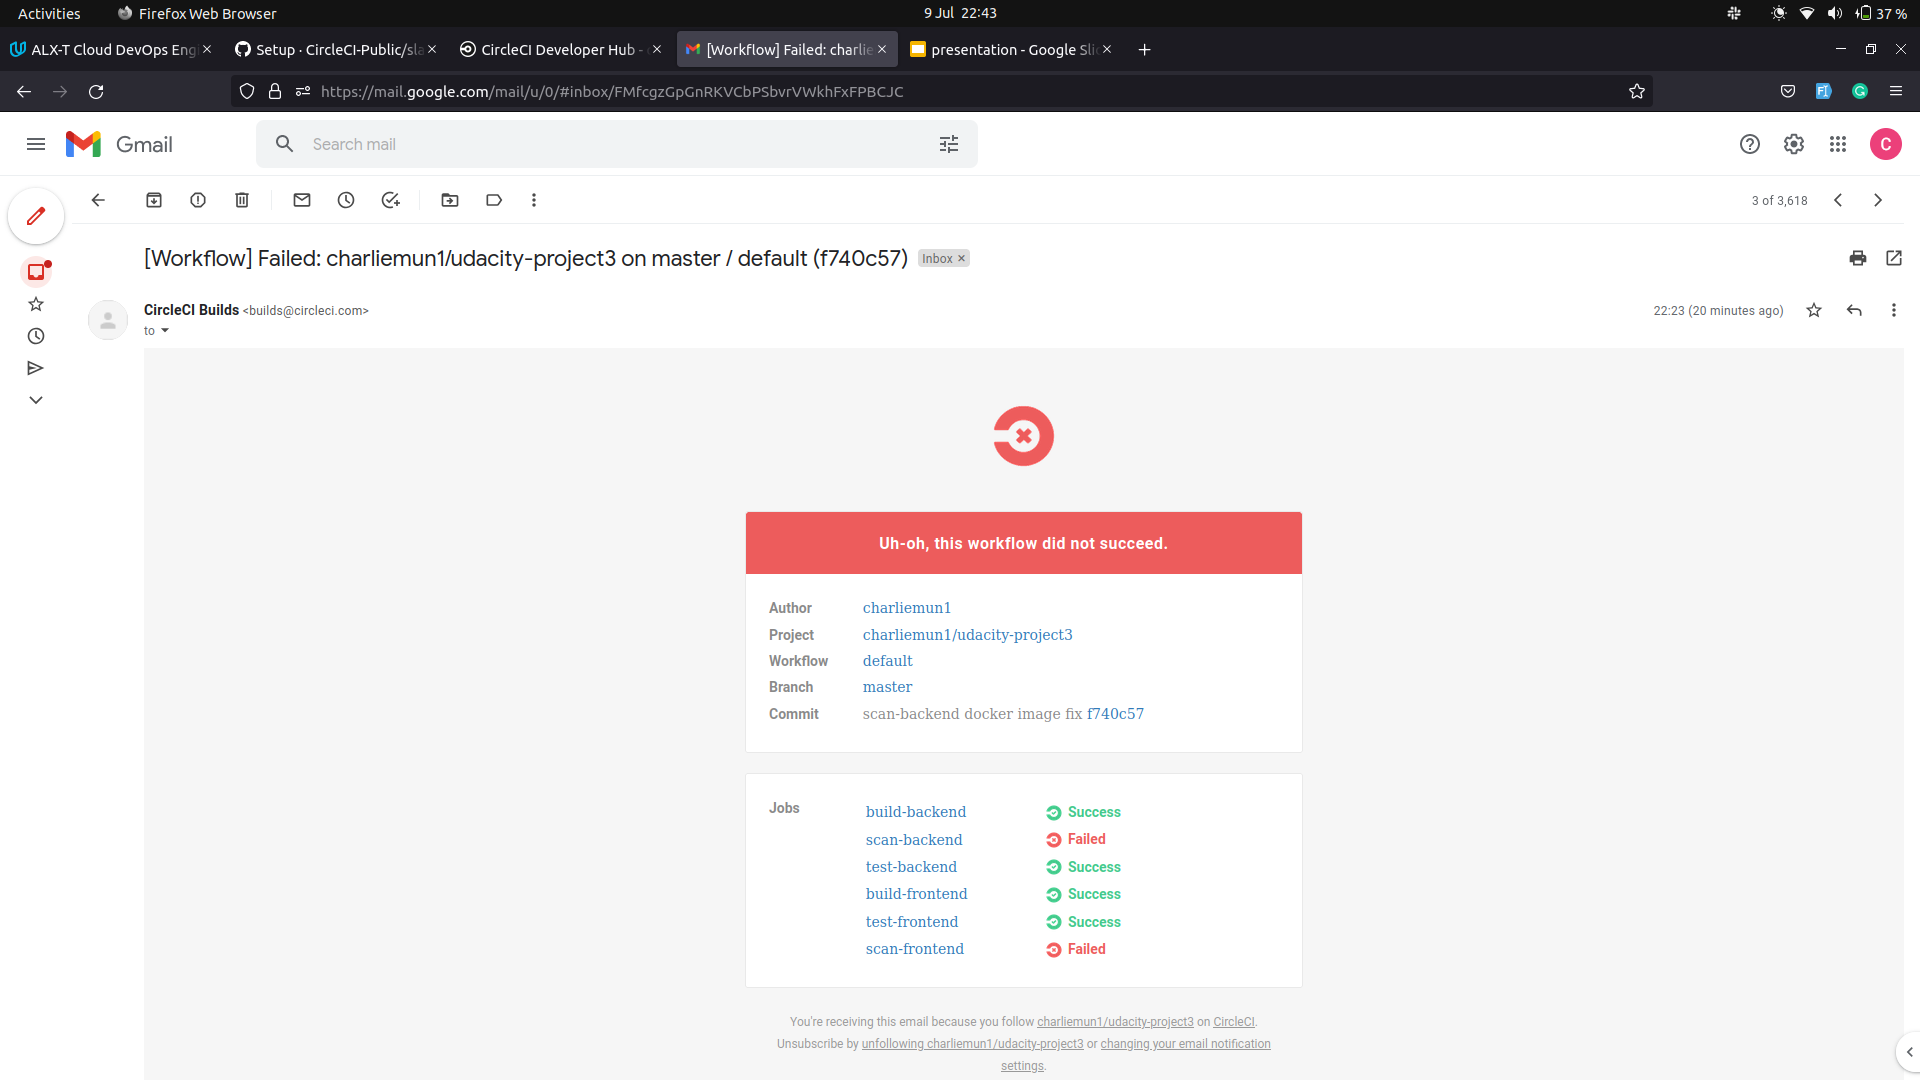 Activities Firefox Web Browser 9 Jul 22:43 37 %
ALX-T Cloud DevOps Eng Setup · CircleCI-Public/sla CircleCI Developer Hub - [Workflow] Failed: charlie presentation - Google Sli
https://mail.google.com/mail/u/0/#inbox/FMfcgzGpGnRKVCbPSbvrVWkhFxFPBCJC
Gmail Search mail C
3 of 3,618
[Workflow] Failed: charliemun1/udacity-project3 on master / default (f740c57) Inbox
CircleCI Builds <builds@circleci.com> 22:23 (20 minutes ago)
to
Uh-oh, this workflow did not succeed.
Author charliemun1
Project charliemun1/udacity-project3
Workflow default
Branch master
Commit scan-backend docker image fix f740c57
Jobs build-backend Success
scan-backend Failed
test-backend Success
build-frontend Success
test-frontend Success
scan-frontend Failed
You're receiving this email because you follow charliemun1/udacity-project3 on CircleCI.
Unsubscribe by unfollowing charliemun1/udacity-project3 or changing your email notification
settings.